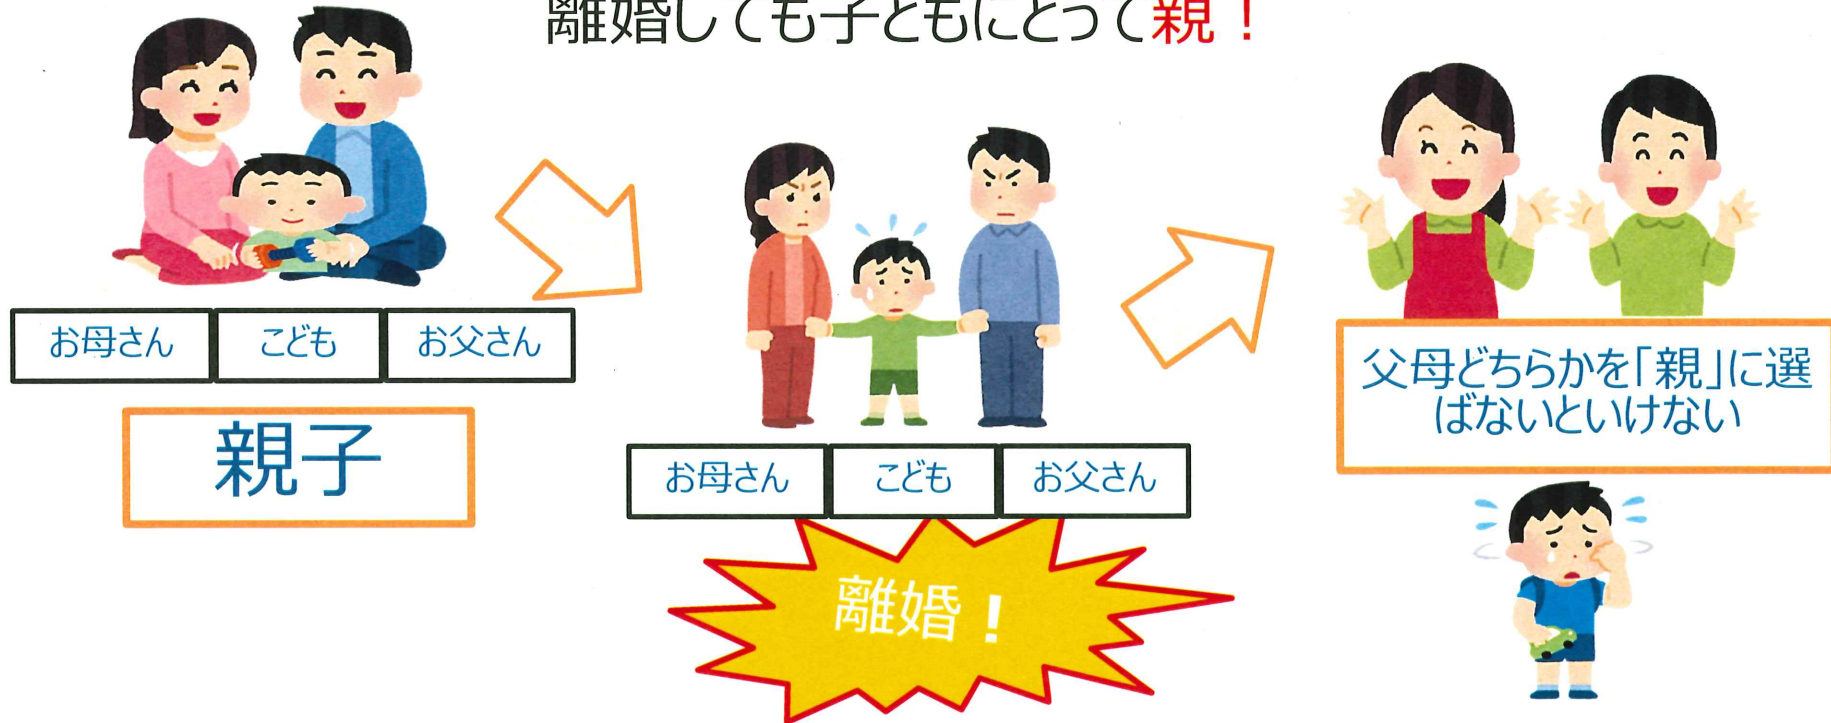 離婚しても子どもにとって親!
お母さん こども お父さん
親子
お母さん こども お父さん
離婚!
父母どちらかを「親」に選
ばないといけない